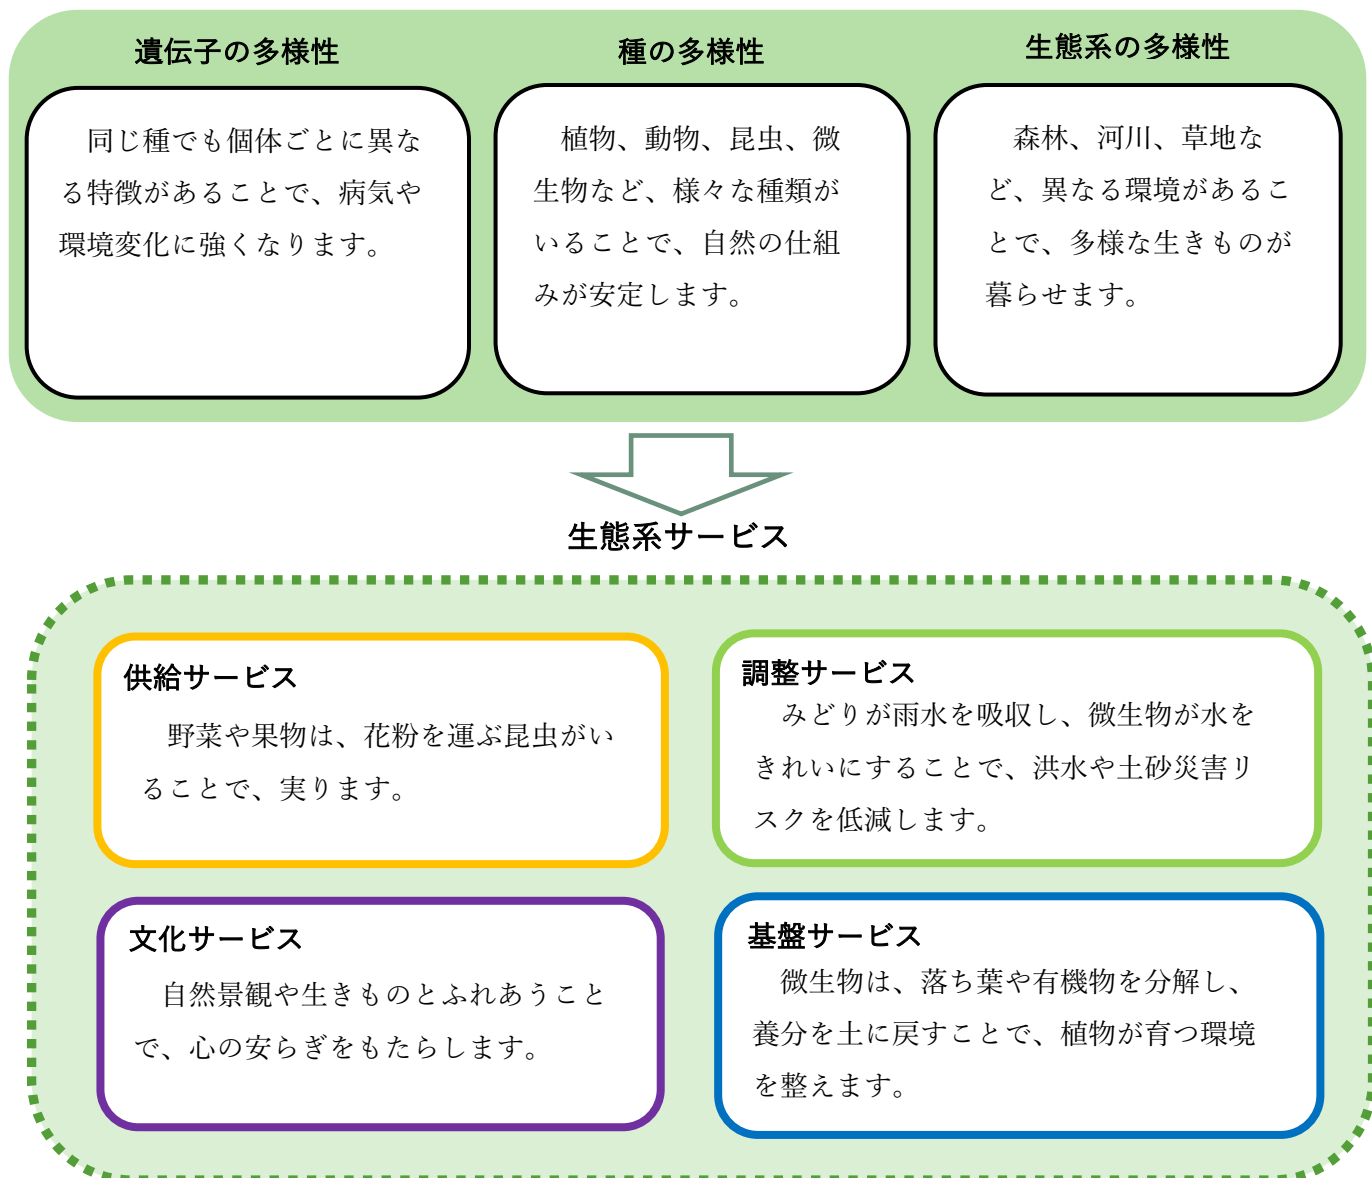 遺伝子の多様性
同じ種でも個体ごとに異な
る特徴があることで、病気や
環境変化に強くなります。
種の多様性
植物、動物、昆虫、微
生物など、様々な種類が
いることで、自然の仕組
みが安定します。
生態系の多様性
森林、河川、草地な
ど、異なる環境があるこ
とで、多様な生きものが
暮らせます。
生態系サービス
供給サービス
野菜や果物は、花粉を運ぶ昆虫がい
ることで、実ります。
調整サービス
みどりが雨水を吸収し、微生物が水を
きれいにすることで、洪水や土砂災害リ
スクを低減します。
文化サービス
自然景観や生きものとふれあうこと
で、心の安らぎをもたらします。
基盤サービス
微生物は、落ち葉や有機物を分解し、
養分を土に戻すことで、植物が育つ環境
を整えます。